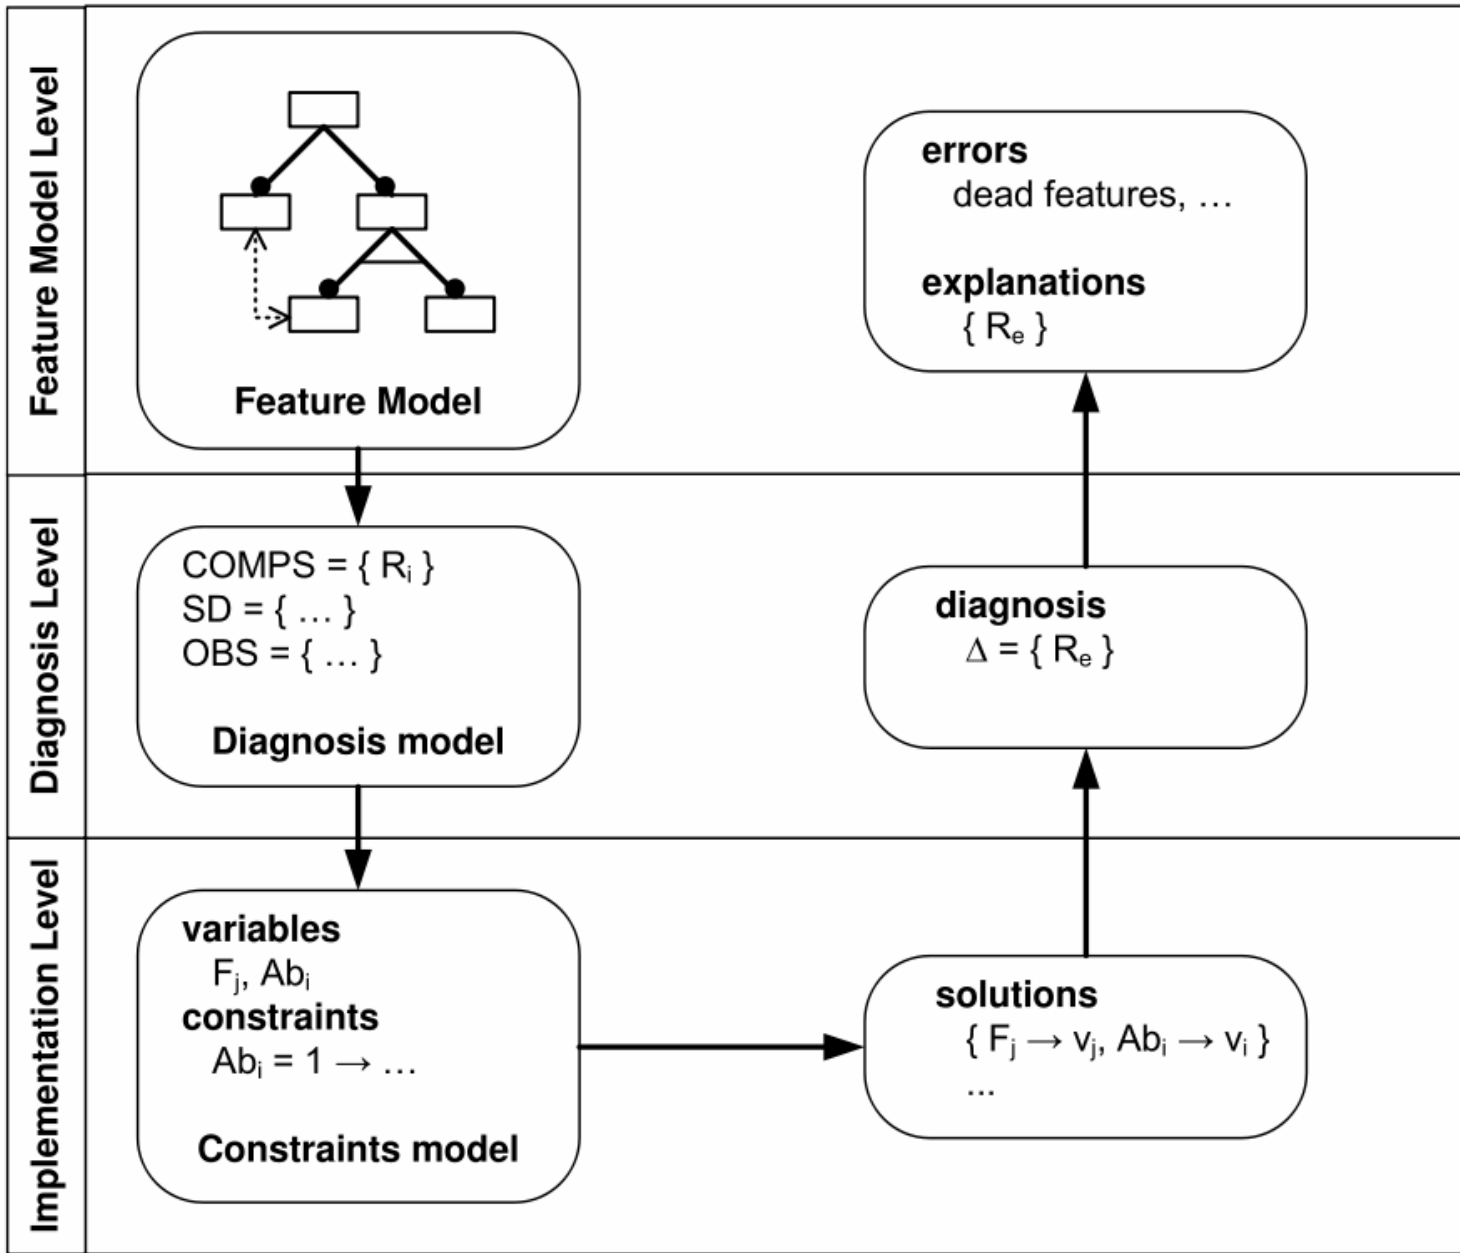 Feature Model Level
Feature Model
errors
dead features, …
explanations
{ Rₑ }
Diagnosis Level
COMPS = { Rᵢ }
SD = { … }
OBS = { … }
Diagnosis model
diagnosis
Δ = { Rₑ }
Implementation Level
variables
Fⱼ, Abᵢ
constraints
Abᵢ = 1 → …
Constraints model
solutions
{ Fⱼ → vⱼ, Abᵢ → vᵢ }
...